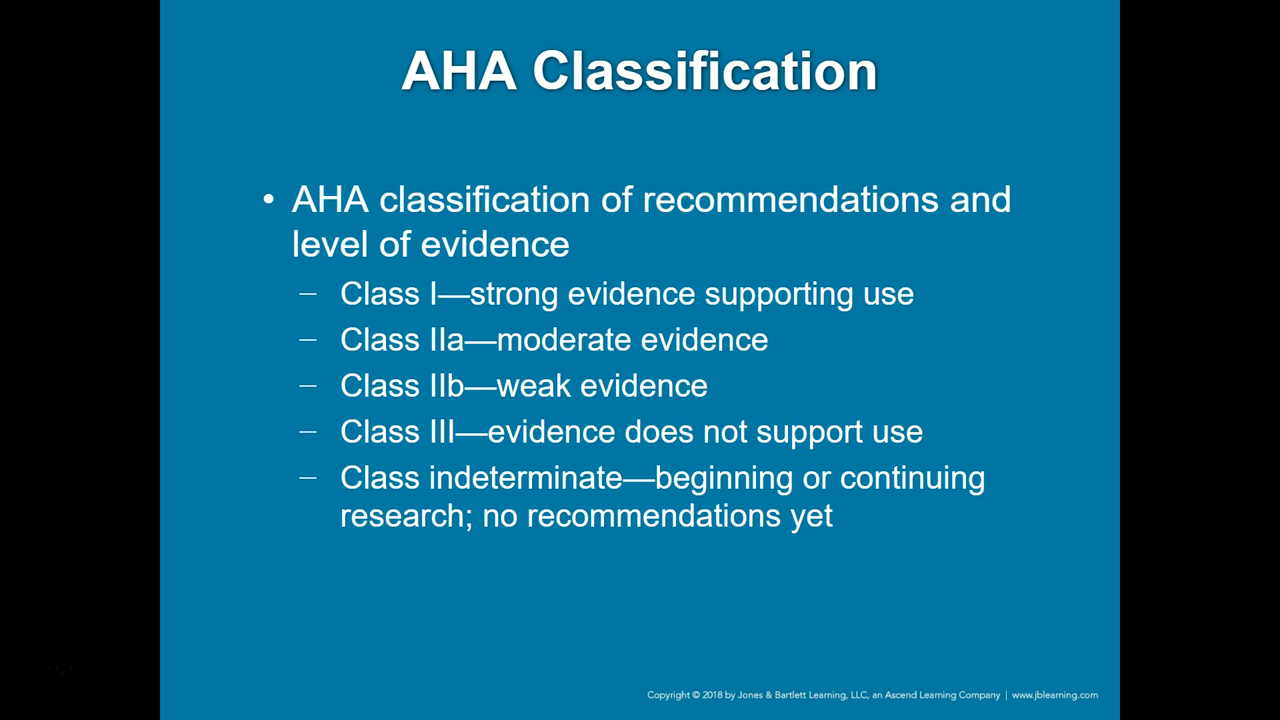 AHA Classification
• AHA classification of recommendations and
level of evidence
– Class I—strong evidence supporting use
– Class IIa—moderate evidence
– Class IIb—weak evidence
– Class III—evidence does not support use
– Class indeterminate—beginning or continuing
research; no recommendations yet
Copyright © 2018 by Jones & Bartlett Learning, LLC, an Ascend Learning Company | www.jblearning.com